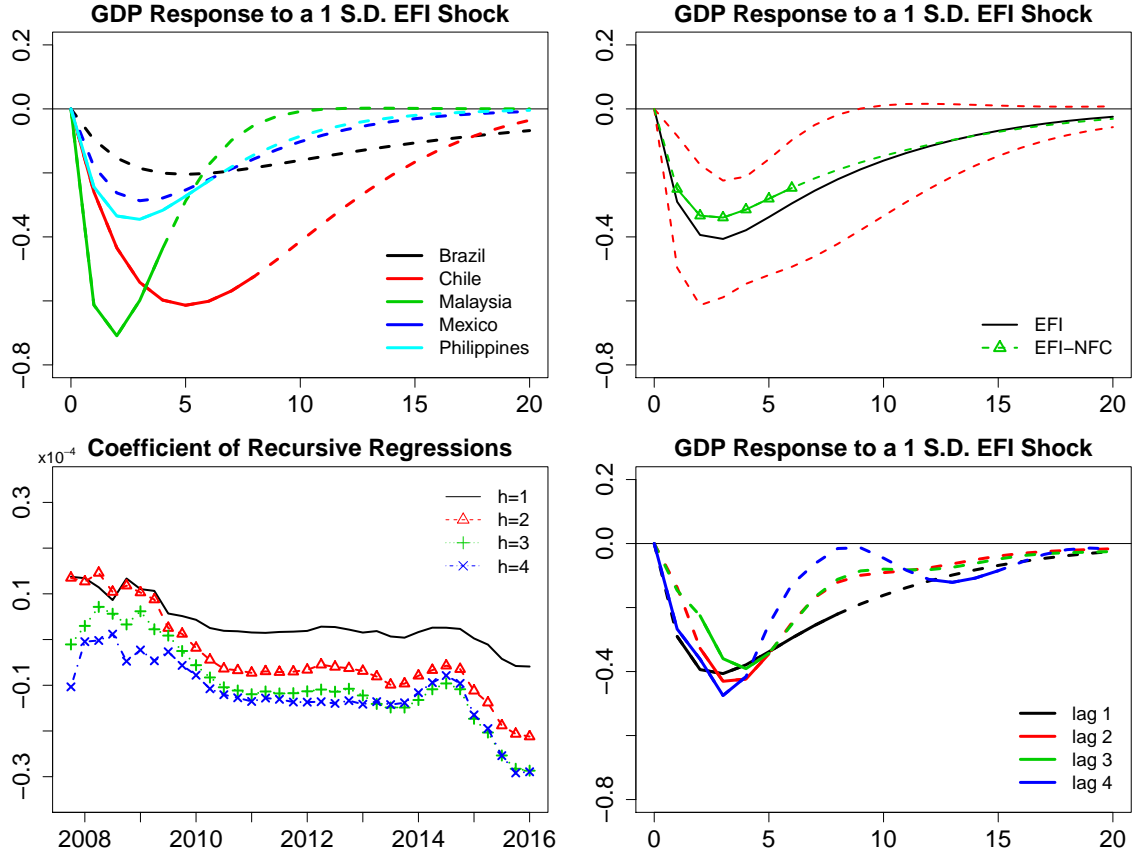 GDP Response to a 1 S.D. EFI Shock
0.2
0.0
−0.4
−0.8
0 5 10 15 20
Brazil
Chile
Malaysia
Mexico
Philippines
GDP Response to a 1 S.D. EFI Shock
0.2
0.0
−0.4
−0.8
0 5 10 15 20
EFI
EFI−NFC
Coefficient of Recursive Regressions
x10⁻⁴
0.3
0.1
−0.1
−0.3
2008 2010 2012 2014 2016
h=1
h=2
h=3
h=4
GDP Response to a 1 S.D. EFI Shock
0.2
0.0
−0.4
−0.8
0 5 10 15 20
lag 1
lag 2
lag 3
lag 4